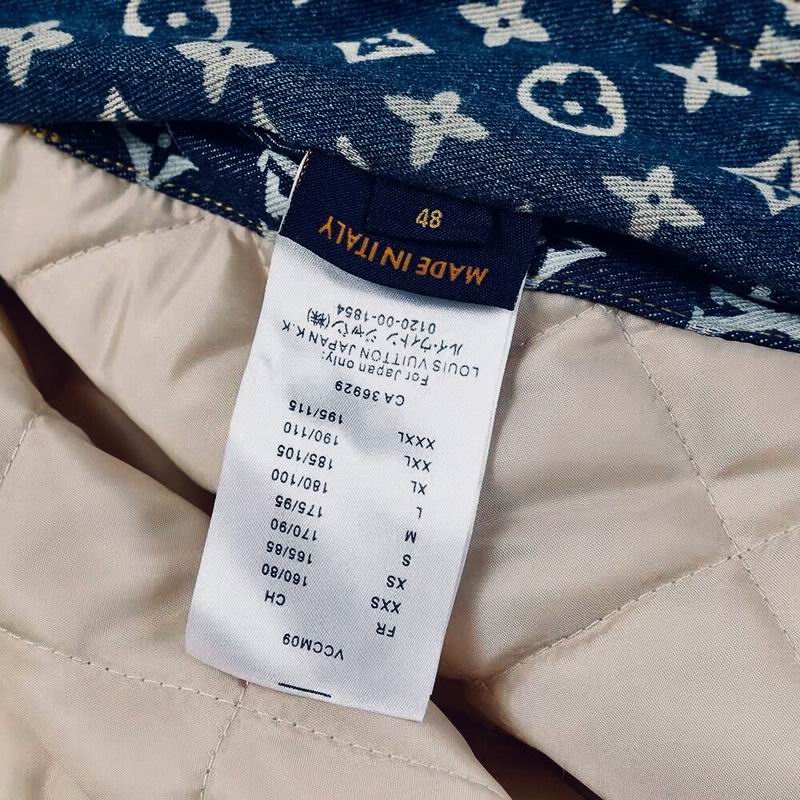 48
MADE IN ITALY
VCCM09
FR CH
XXS 160/80
XS 165/85
S 170/90
M 175/95
L 180/100
XL 185/105
XXL 190/110
XXXL 195/115
CA 36929
For Japan only:
LOUIS VUITTON JAPAN K.K
ルイ・ヴィトン ジャパン(株)
0120-00-1854